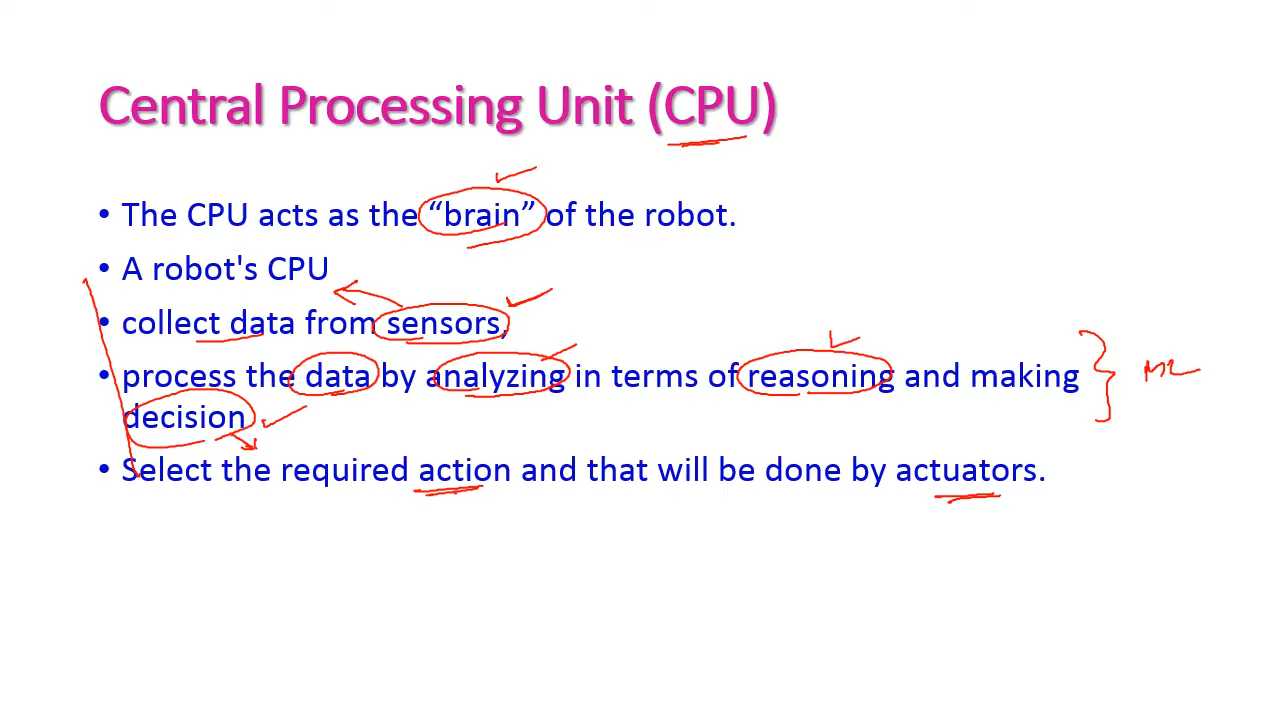 Central Processing Unit (CPU)
• The CPU acts as the “brain” of the robot.
• A robot's CPU
• collect data from sensors,
• process the data by analyzing in terms of reasoning and making
decision
• Select the required action and that will be done by actuators.